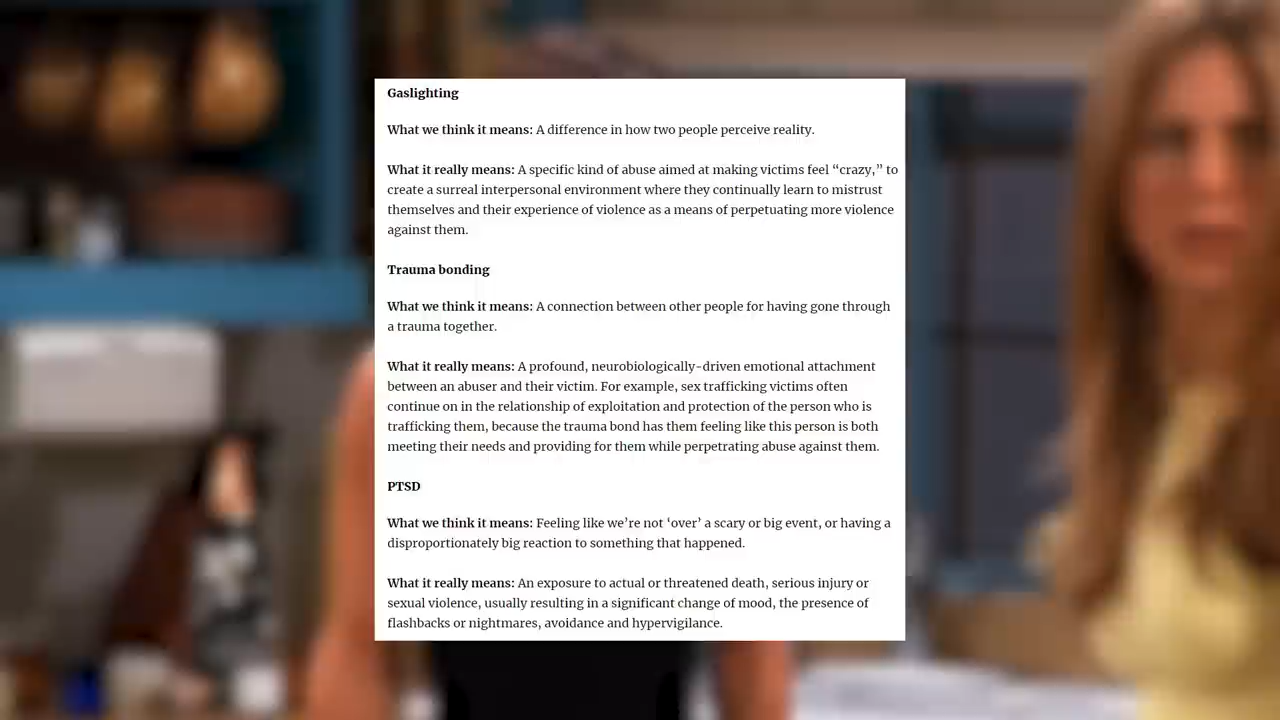 Gaslighting
What we think it means: A difference in how two people perceive reality.
What it really means: A specific kind of abuse aimed at making victims feel “crazy,” to
create a surreal interpersonal environment where they continually learn to mistrust
themselves and their experience of violence as a means of perpetuating more violence
against them.
Trauma bonding
What we think it means: A connection between other people for having gone through
a trauma together.
What it really means: A profound, neurobiologically-driven emotional attachment
between an abuser and their victim. For example, sex trafficking victims often
continue on in the relationship of exploitation and protection of the person who is
trafficking them, because the trauma bond has them feeling like this person is both
meeting their needs and providing for them while perpetrating abuse against them.
PTSD
What we think it means: Feeling like we’re not ‘over’ a scary or big event, or having a
disproportionately big reaction to something that happened.
What it really means: An exposure to actual or threatened death, serious injury or
sexual violence, usually resulting in a significant change of mood, the presence of
flashbacks or nightmares, avoidance and hypervigilance.